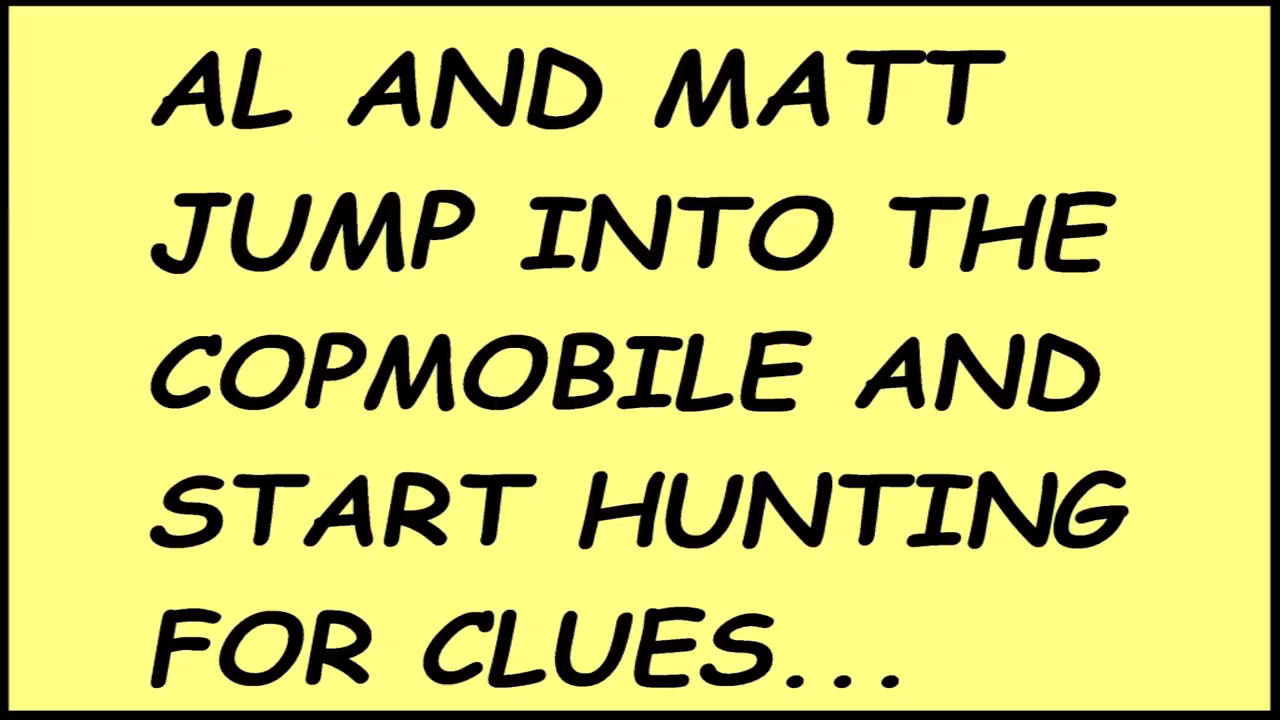 AL AND MATT
JUMP INTO THE
COPMOBILE AND
START HUNTING
FOR CLUES...